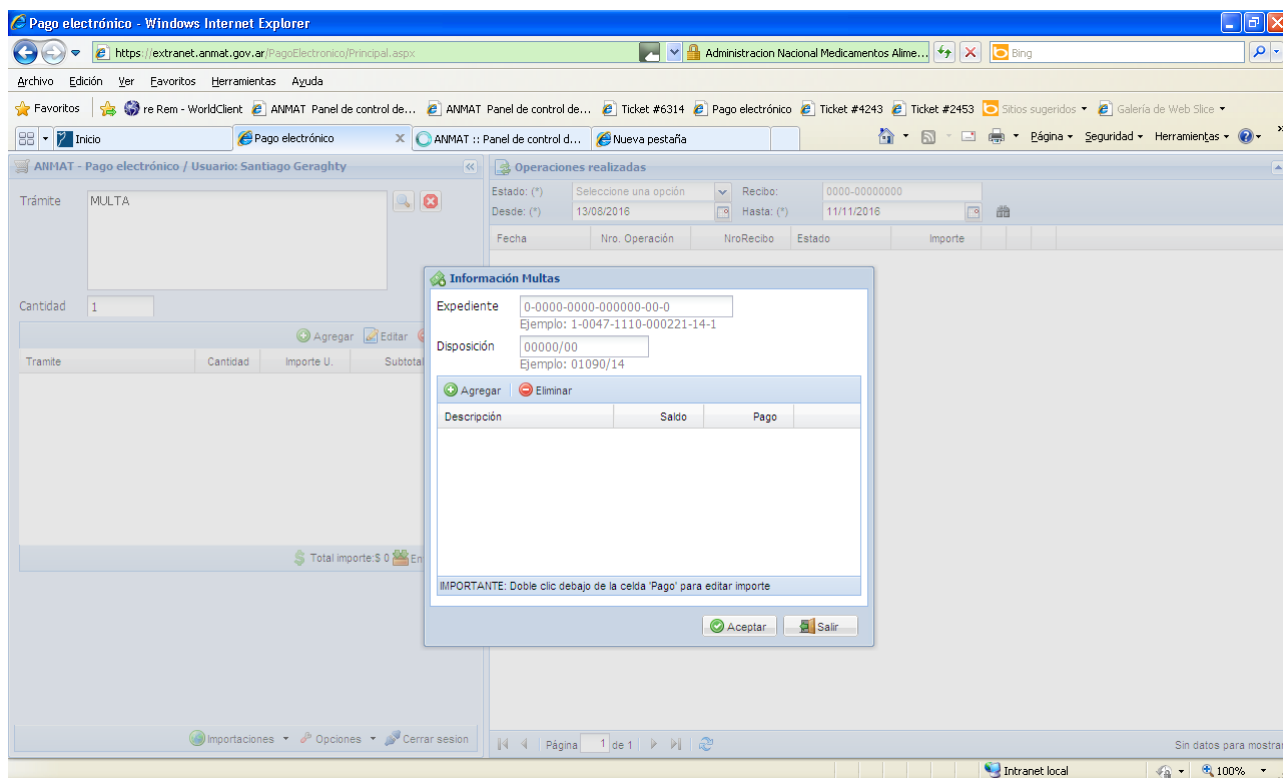 Pago electrónico - Windows Internet Explorer
https://extranet.anmat.gov.ar/PagoElectronico/Principal.aspx
Administracion Nacional Medicamentos Alime...
Bing
Archivo Edición Ver Favoritos Herramientas Ayuda
Favoritos re Rem - WorldClient ANMAT Panel de control de... ANMAT Panel de control de... Ticket #6314 Pago electrónico Ticket #4243 Ticket #2453 Sitios sugeridos Galería de Web Slice
Inicio Pago electrónico X ANMAT :: Panel de control d... Nueva pestaña Página Seguridad Herramientas
ANMAT - Pago electrónico / Usuario: Santiago Geraghty
Trámite MULTA
Cantidad 1
Agregar Editar
Tramite Cantidad Importe U. Subtotal
Total importe:$ 0 En
Importaciones Opciones Cerrar sesion
Operaciones realizadas
Estado: (*) Seleccione una opción Recibo: 0000-00000000
Desde: (*) 13/08/2016 Hasta: (*) 11/11/2016
Fecha Nro. Operación NroRecibo Estado Importe
Información Multas
Expediente 0-0000-0000-000000-00-0
Ejemplo: 1-0047-1110-000221-14-1
Disposición 00000/00
Ejemplo: 01090/14
Agregar Eliminar
Descripción Saldo Pago
IMPORTANTE: Doble clic debajo de la celda 'Pago' para editar importe
Aceptar Salir
Página 1 de 1 Sin datos para mostrar
Intranet local 100%